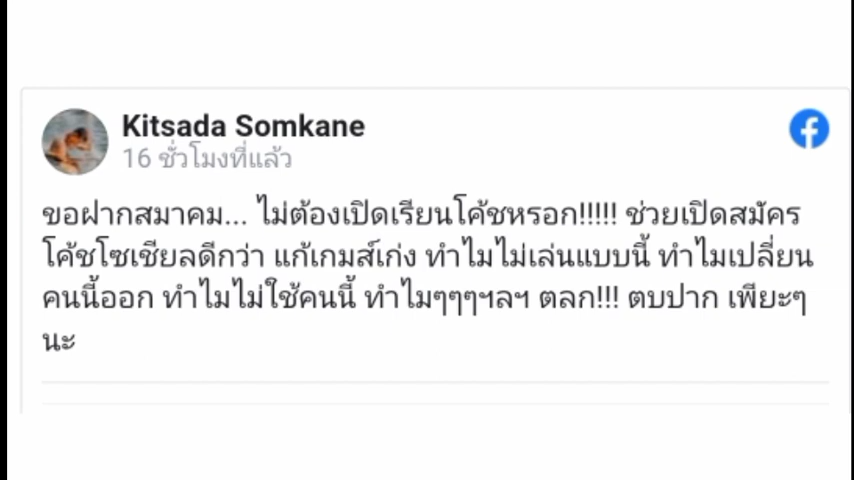 Kitsada Somkane
16 ชั่วโมงที่แล้ว
ขอฝากสมาคม... ไม่ต้องเปิดเรียนโค้ชหรอก!!!!! ช่วยเปิดสมัคร
โค้ชโซเชียลดีกว่า แก้เกมส์เก่ง ทำไมไม่เล่นแบบนี้ ทำไมเปลี่ยน
คนนี้ออก ทำไมไม่ใช้คนนี้ ทำไมๆๆๆฯลฯ ตลก!!! ตบปาก เพียะๆ
นะ